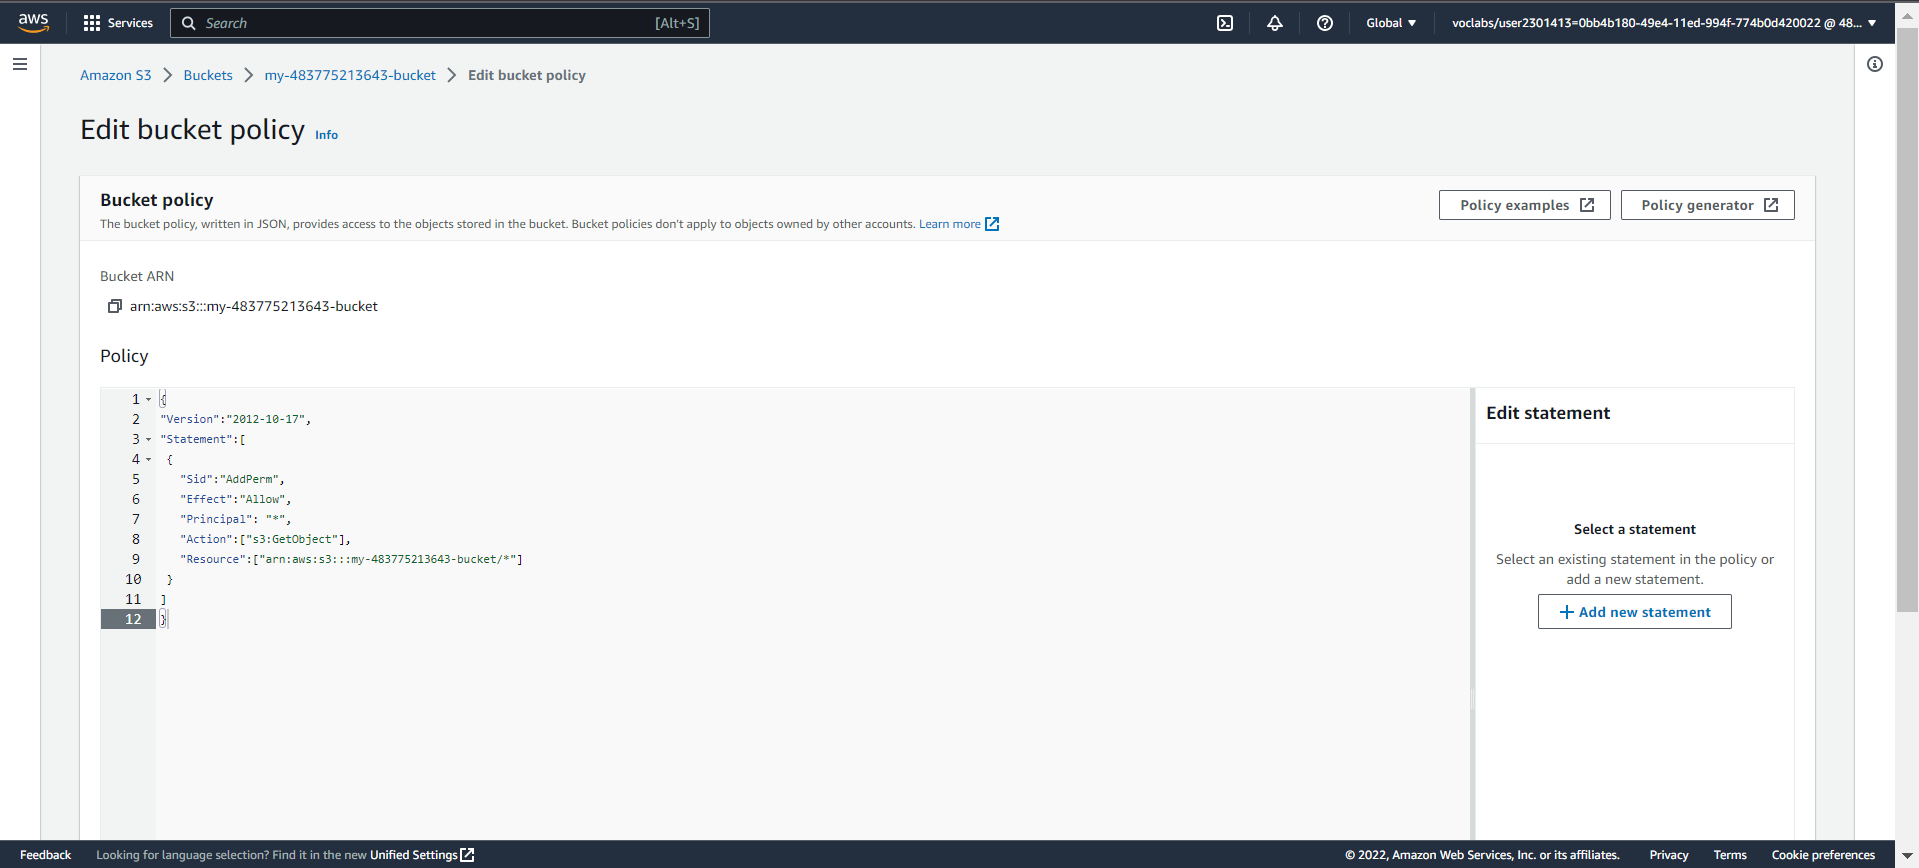 aws
Services
Search
[Alt+S]
Global
voclabs/user2301413=0bb4b180-49e4-11ed-994f-774b0d420022 @ 48...
Amazon S3 > Buckets > my-483775213643-bucket > Edit bucket policy
Edit bucket policy Info
Bucket policy
The bucket policy, written in JSON, provides access to the objects stored in the bucket. Bucket policies don't apply to objects owned by other accounts. Learn more
Policy examples
Policy generator
Bucket ARN
arn:aws:s3:::my-483775213643-bucket
Policy
1 {
2 "Version":"2012-10-17",
3 "Statement":[
4 {
5 "Sid":"AddPerm",
6 "Effect":"Allow",
7 "Principal": "*",
8 "Action":["s3:GetObject"],
9 "Resource":["arn:aws:s3:::my-483775213643-bucket/*"]
10 }
11 ]
12 }
Edit statement
Select a statement
Select an existing statement in the policy or
add a new statement.
+ Add new statement
Feedback
Looking for language selection? Find it in the new Unified Settings
© 2022, Amazon Web Services, Inc. or its affiliates.
Privacy
Terms
Cookie preferences